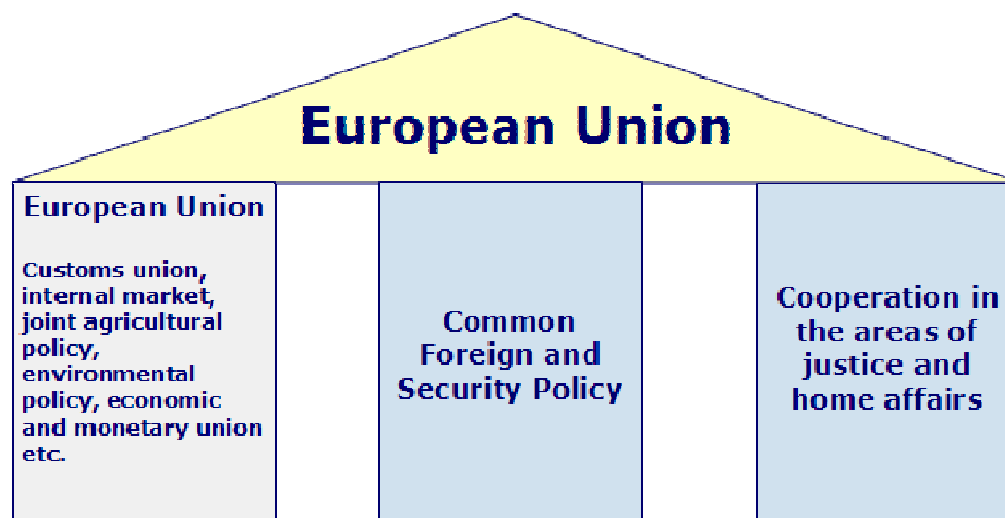 European Union
European Union
Customs union,
internal market,
joint agricultural
policy,
environmental
policy, economic
and monetary union
etc.
Common
Foreign and
Security Policy
Cooperation in
the areas of
justice and
home affairs